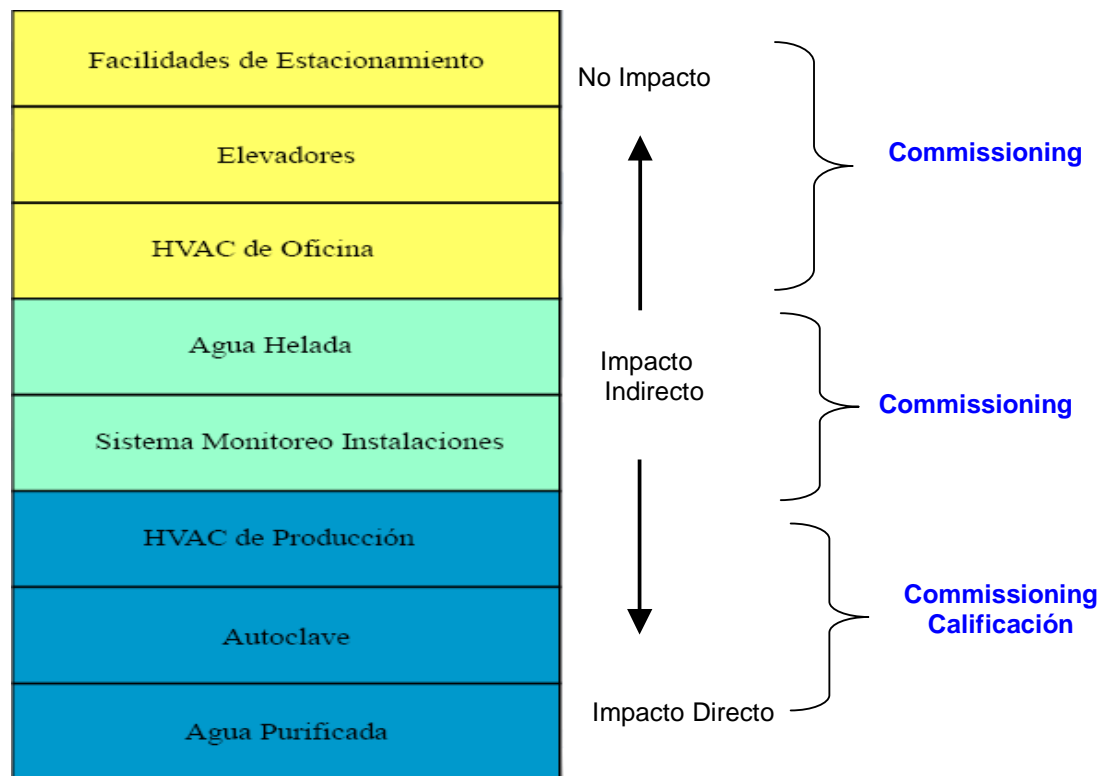 Facilidades de Estacionamiento
Elevadores
HVAC de Oficina
Agua Helada
Sistema Monitoreo Instalaciones
HVAC de Producción
Autoclave
Agua Purificada
No Impacto
Impacto
Indirecto
Impacto Directo
Commissioning
Commissioning
Commissioning
Calificación